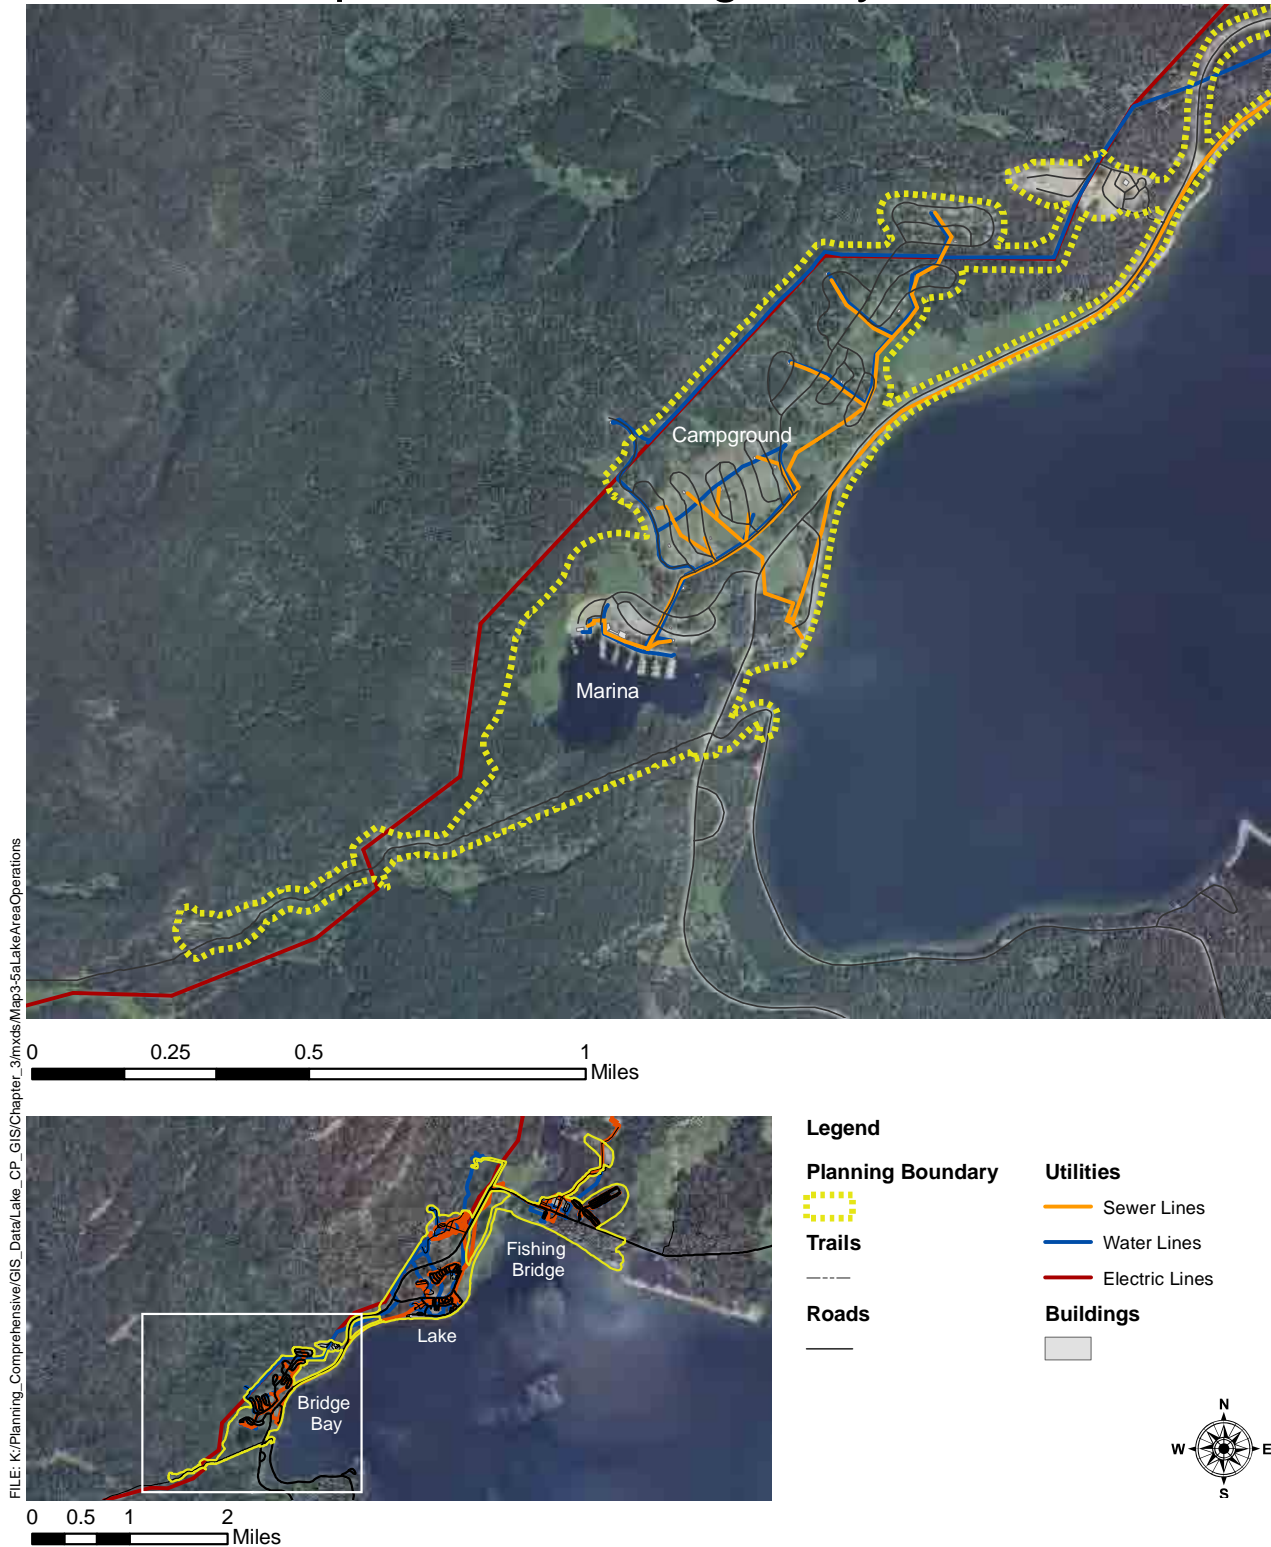 Campground
Marina
0 0.25 0.5 1
Miles
FILE: K:/Planning_Comprehensive/GIS_Data/Lake_CP_GIS/Chapter_3/mxds/Map3-5aLakeAreaOperations
Fishing
Bridge
Lake
Bridge
Bay
0 0.5 1 2
Miles
Legend
Planning Boundary
Trails
Roads
Utilities
Sewer Lines
Water Lines
Electric Lines
Buildings
N
W E
S